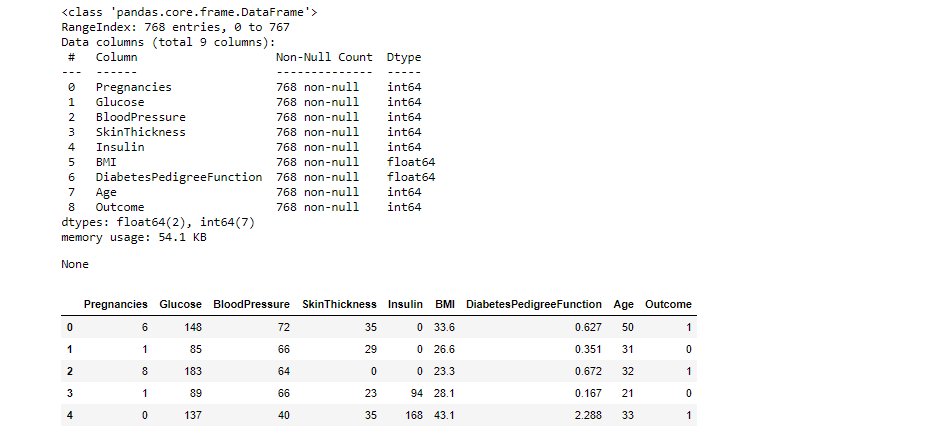 <class 'pandas.core.frame.DataFrame'>
RangeIndex: 768 entries, 0 to 767
Data columns (total 9 columns):
 #   Column                    Non-Null Count  Dtype
---  ------                    --------------  -----
 0   Pregnancies               768 non-null    int64
 1   Glucose                   768 non-null    int64
 2   BloodPressure             768 non-null    int64
 3   SkinThickness             768 non-null    int64
 4   Insulin                   768 non-null    int64
 5   BMI                       768 non-null    float64
 6   DiabetesPedigreeFunction  768 non-null    float64
 7   Age                       768 non-null    int64
 8   Outcome                   768 non-null    int64
dtypes: float64(2), int64(7)
memory usage: 54.1 KB
None
Pregnancies Glucose BloodPressure SkinThickness Insulin BMI DiabetesPedigreeFunction Age Outcome
0 6 148 72 35 0 33.6 0.627 50 1
1 1 85 66 29 0 26.6 0.351 31 0
2 8 183 64 0 0 23.3 0.672 32 1
3 1 89 66 23 94 28.1 0.167 21 0
4 0 137 40 35 168 43.1 2.288 33 1